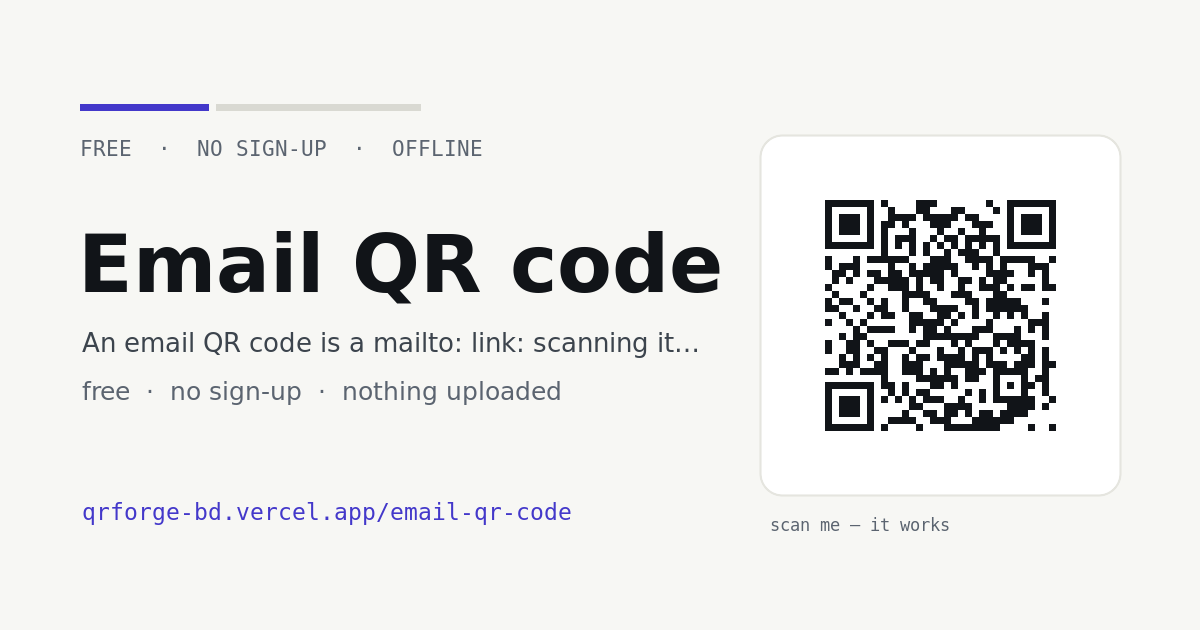 FREE · NO SIGN-UP · OFFLINE
Email QR code
An email QR code is a mailto: link: scanning it…
free · no sign-up · nothing uploaded
qrforge-bd.vercel.app/email-qr-code
scan me — it works